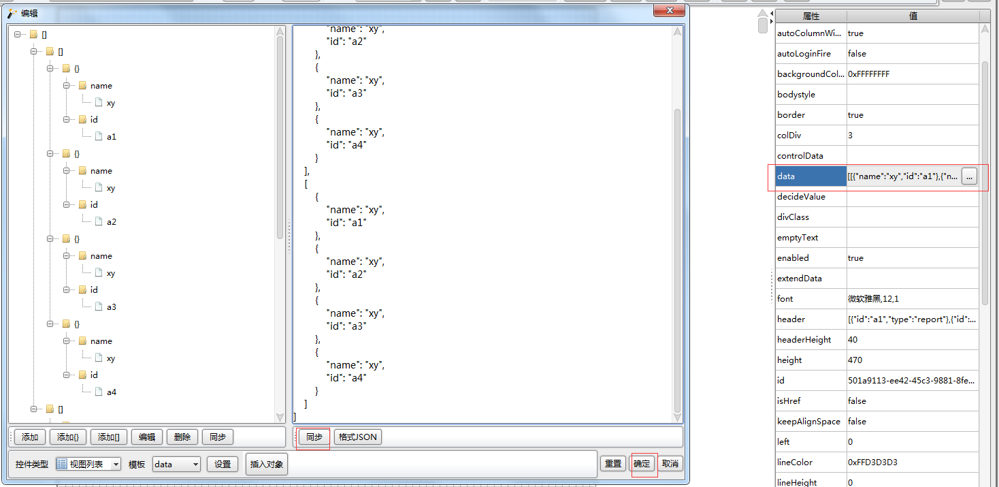 编辑
[]
[]
{}
name
xy
id
a1
{}
name
xy
id
a2
{}
name
xy
id
a3
{}
name
xy
id
a4
[]
添加
添加{}
添加[]
编辑
删除
同步
"name": "xy",
"id": "a2"
},
{
"name": "xy",
"id": "a3"
},
{
"name": "xy",
"id": "a4"
}
],
[
{
"name": "xy",
"id": "a1"
},
{
"name": "xy",
"id": "a2"
},
{
"name": "xy",
"id": "a3"
},
{
"name": "xy",
"id": "a4"
}
]
]
同步
格式JSON
控件类型
视图列表
模板
data
设置
插入对象
重置
确定
取消
属性 值
autoColumnWi... true
autoLoginFire false
backgroundCol... 0xFFFFFFFF
bodystyle
border true
colDiv 3
controlData
data [[{"name":"xy","id":"a1"},{"n... ...
decideValue
divClass
emptyText
enabled true
extendData
font 微软雅黑,12,1
header [{"id":"a1","type":"report"},{"id":...
headerHeight 40
height 470
id 501a9113-ee42-45c3-9881-8fe...
isHref false
keepAlignSpace false
left 0
lineColor 0xFFD3D3D3
lineHeight 0